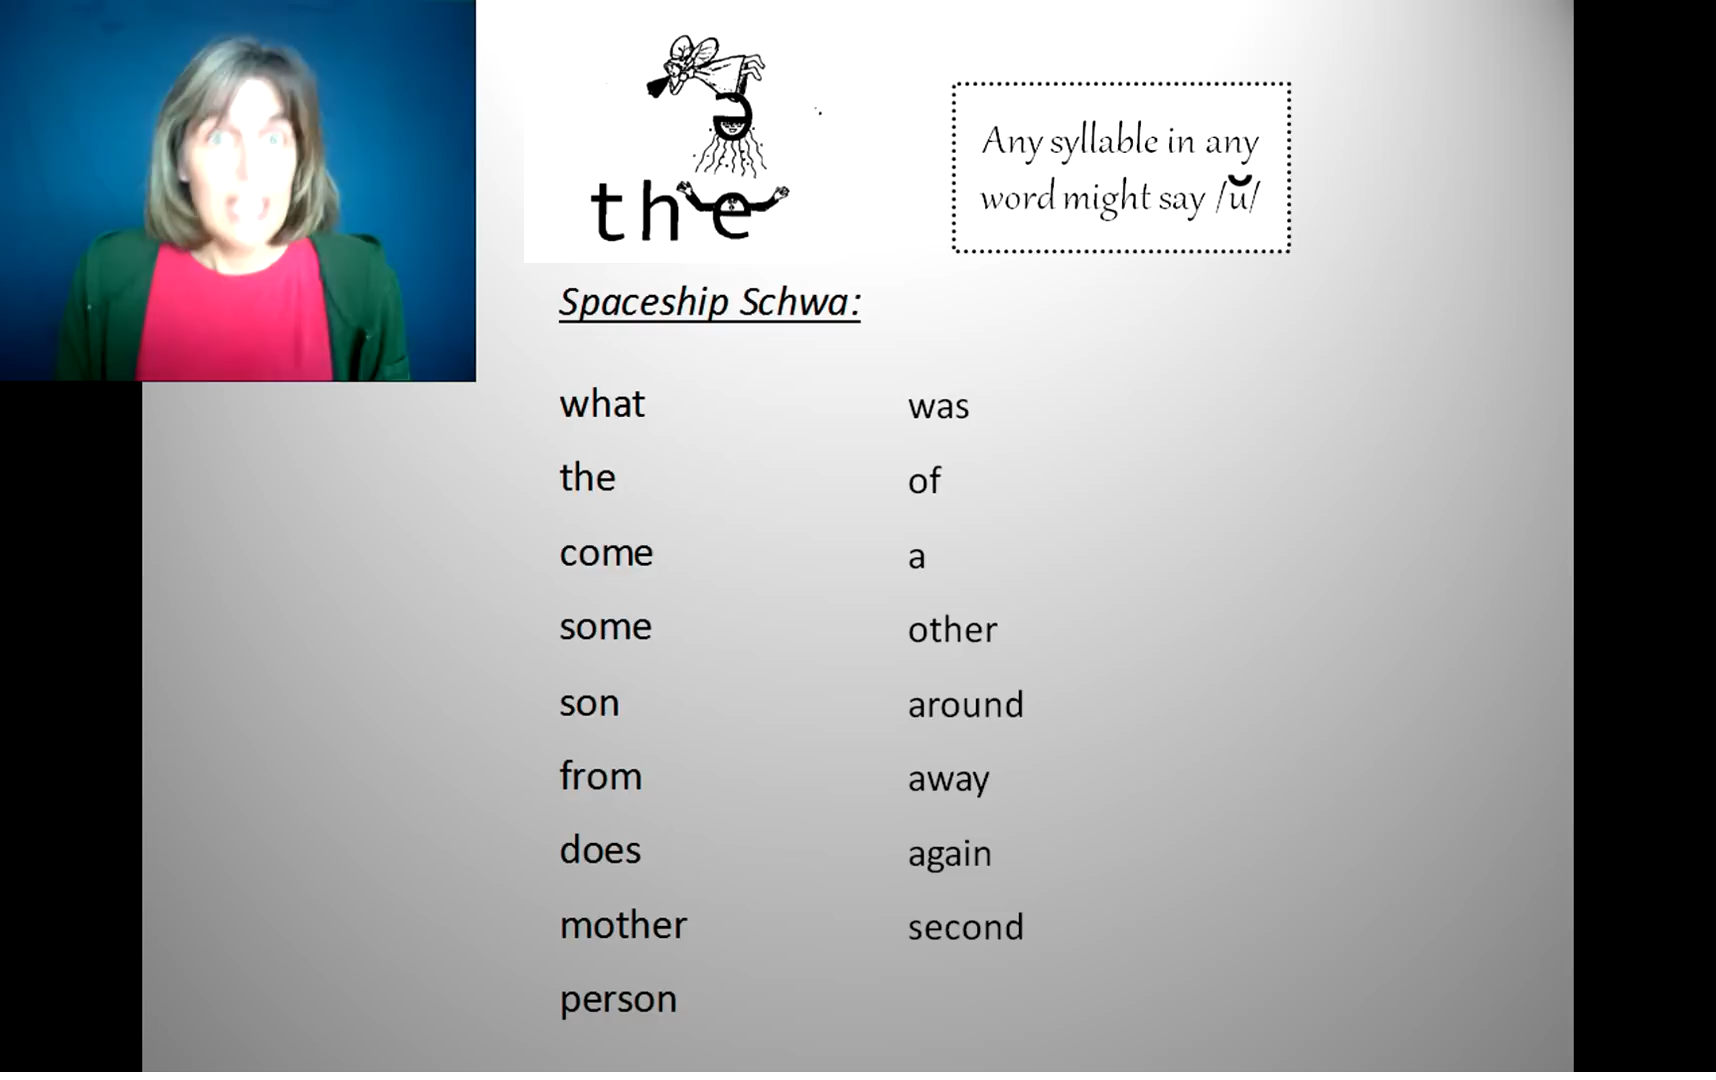 ə
the
Any syllable in any
word might say /ŭ/
Spaceship Schwa:
what
the
come
some
son
from
does
mother
person
was
of
a
other
around
away
again
second